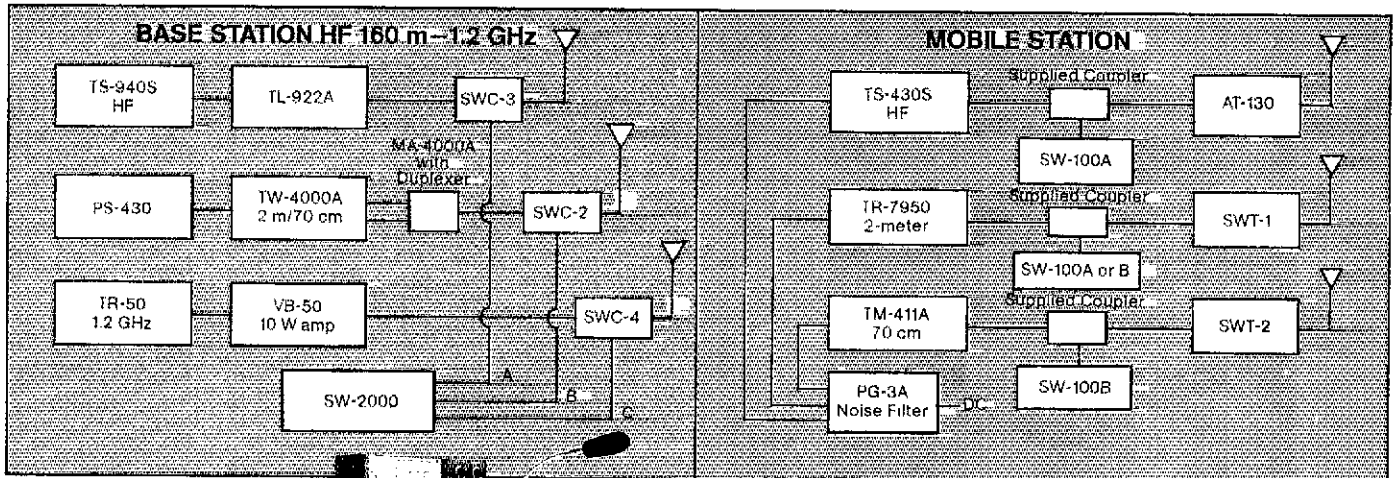 BASE STATION HF 160 m–1.2 GHz
TS-940S
HF
TL-922A
SWC-3
MA-4000A
with
Duplexer
PS-430
TW-4000A
2 m/70 cm
SWC-2
TR-50
1.2 GHz
VB-50
10 W amp
SWC-4
SW-2000
A
B
C
MOBILE STATION
TS-430S
HF
Supplied Coupler
AT-130
SW-100A
TR-7950
2-meter
Supplied Coupler
SWT-1
SW-100A or B
TM-411A
70 cm
Supplied Coupler
SWT-2
SW-100B
PG-3A
Noise Filter
DC